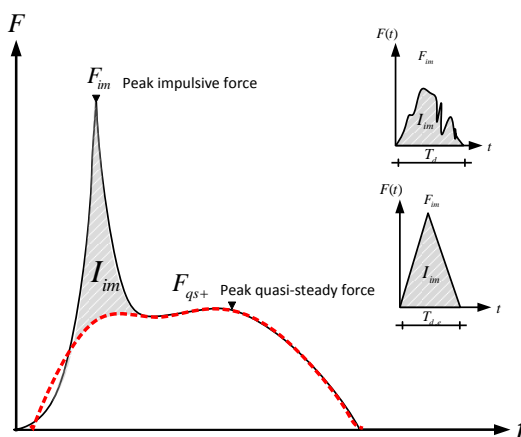 F
F_im Peak impulsive force
I_im
F_qs+ Peak quasi-steady force
t
F(t)
F_im
I_im
T_d
t
F(t)
F_im
I_im
T_d,e
t